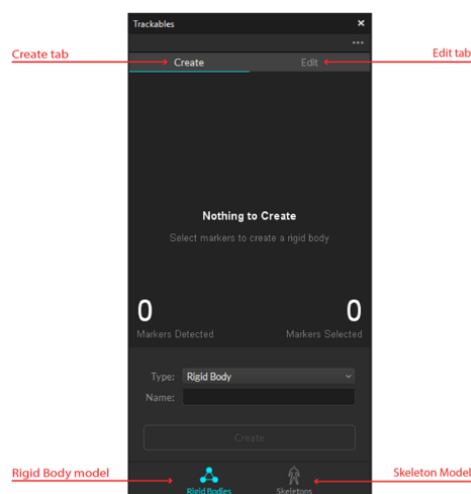 Trackables
Create tab
Create
Edit
Edit tab
Nothing to Create
Select markers to create a rigid body
0
0
Markers Detected
Markers Selected
Type:
Rigid Body
Name:
Create
Rigid Body model
Rigid Bodies
Skeletons
Skeleton Model